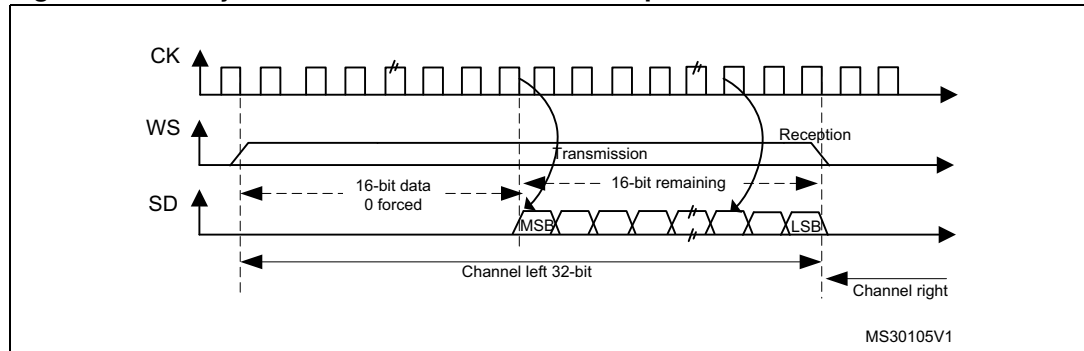 CK
WS
Reception
Transmission
16-bit data
0 forced
16-bit remaining
SD
MSB
LSB
Channel left 32-bit
Channel right
MS30105V1